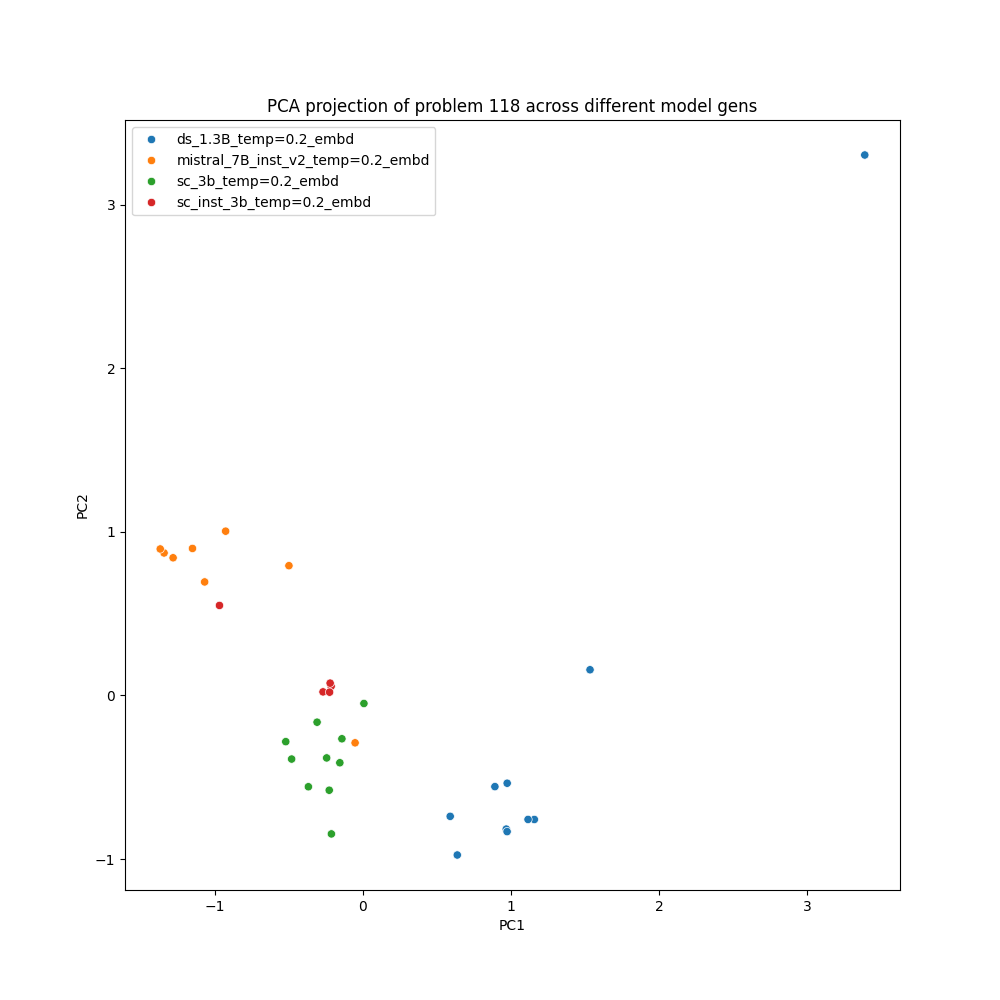 PCA projection of problem 118 across different model gens
ds_1.3B_temp=0.2_embd
mistral_7B_inst_v2_temp=0.2_embd
sc_3b_temp=0.2_embd
sc_inst_3b_temp=0.2_embd
3
2
1
0
−1
PC2
−1 0 1 2 3
PC1